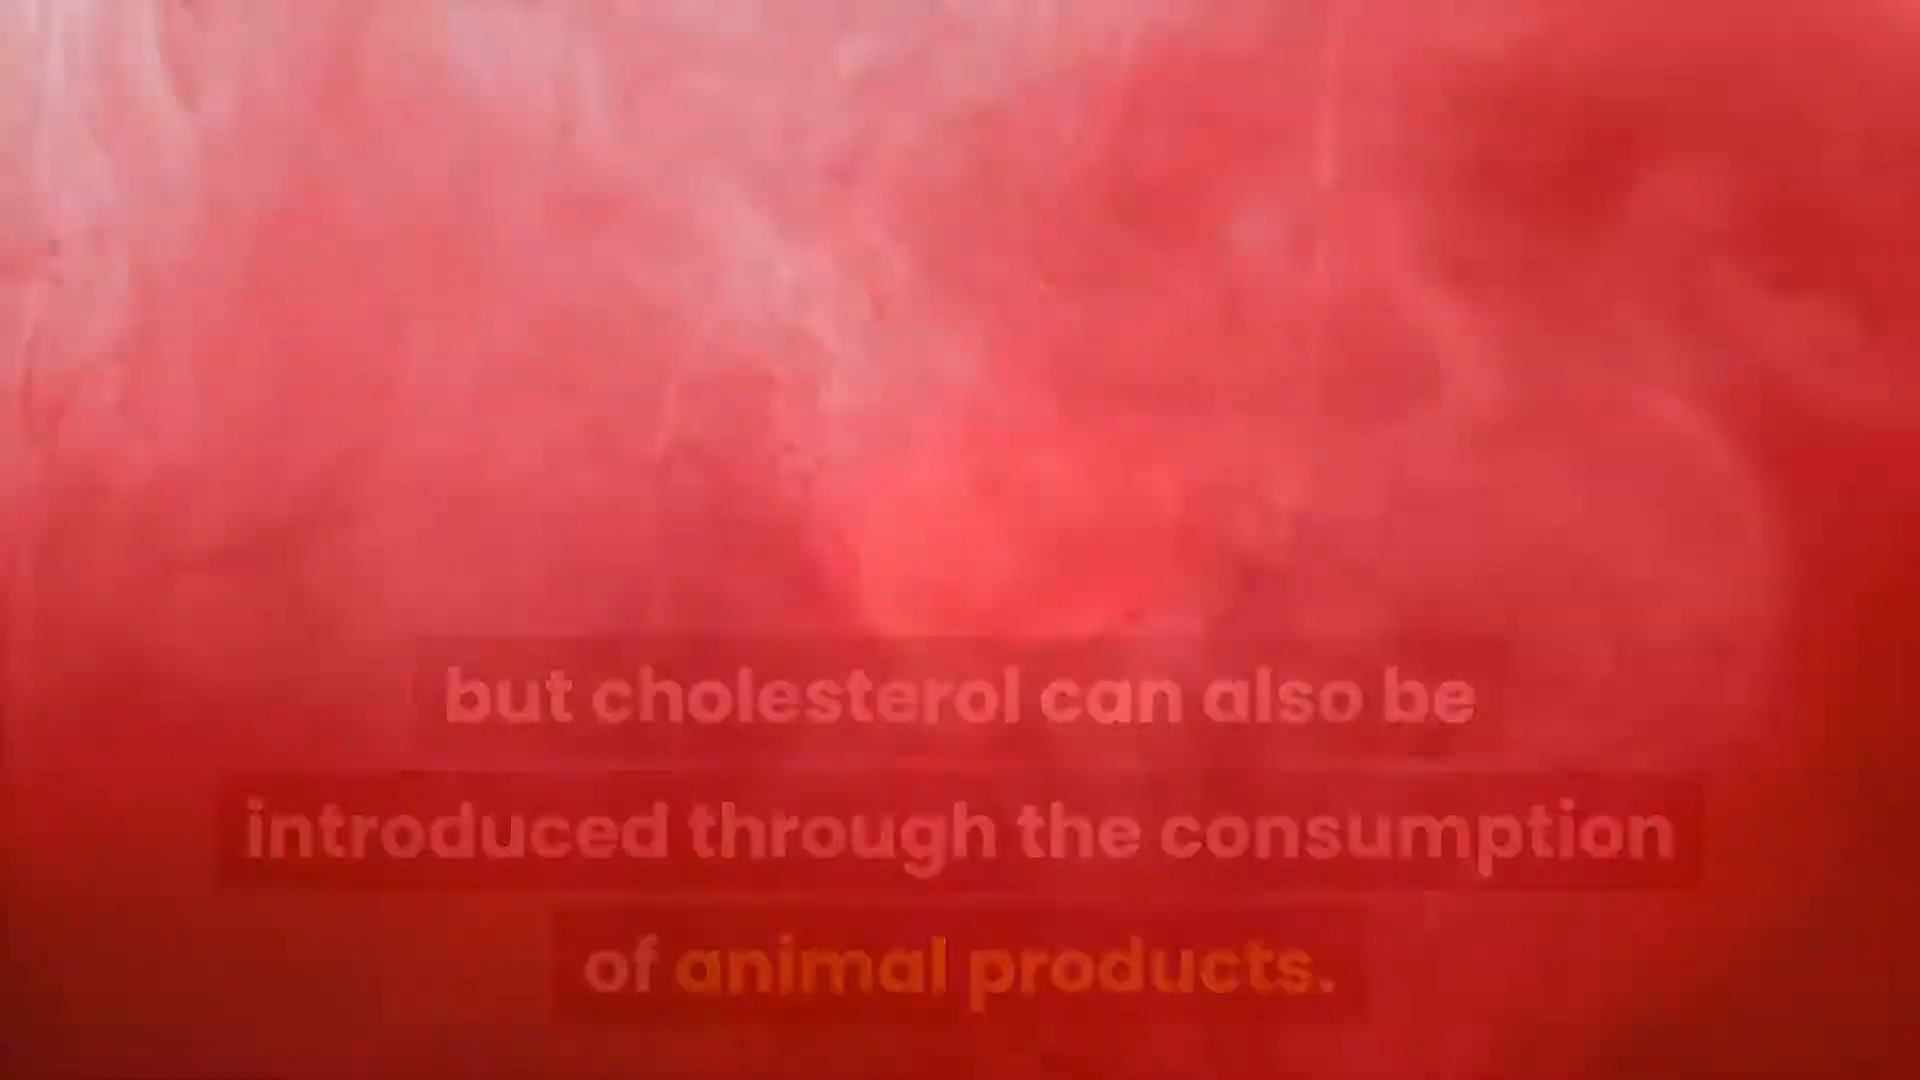 but cholesterol can also be
introduced through the consumption
of animal products.